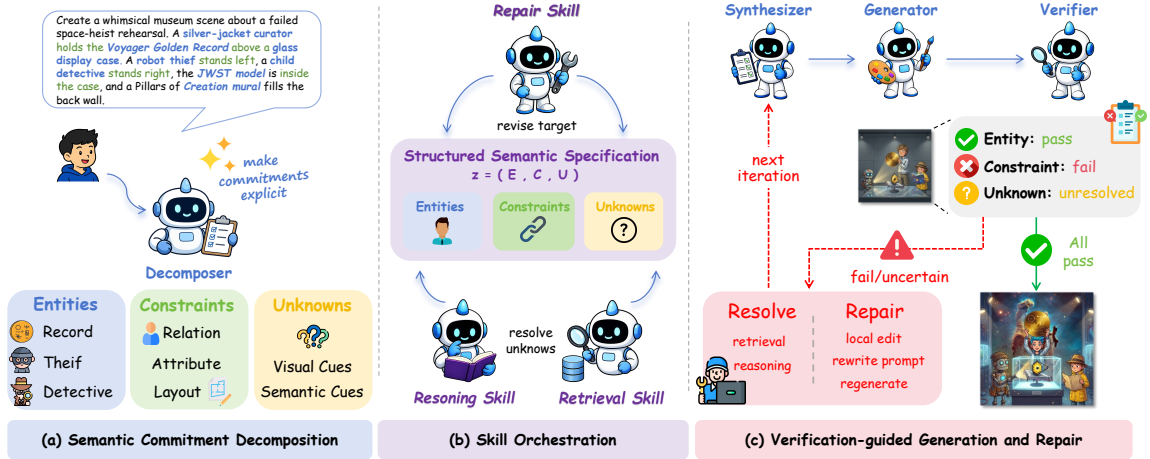 Create a whimsical museum scene about a failed
space-heist rehearsal. A silver-jacket curator
holds the Voyager Golden Record above a glass
display case. A robot thief stands left, a child
detective stands right, the JWST model is inside
the case, and a Pillars of Creation mural fills the
back wall.
make
commitments
explicit
Decomposer
Entities
Record
Theif
Detective
Constraints
Relation
Attribute
Layout
Unknowns
Visual Cues
Semantic Cues
(a) Semantic Commitment Decomposition
Repair Skill
revise target
Structured Semantic Specification
z = ( E , C , U )
Entities
Constraints
Unknowns
?
resolve
unknows
Resoning Skill
Retrieval Skill
(b) Skill Orchestration
Synthesizer
Generator
Verifier
Entity: pass
Constraint: fail
? Unknown: unresolved
next
iteration
All
pass
fail/uncertain
Resolve
retrieval
reasoning
Repair
local edit
rewrite prompt
regenerate
(c) Verification-guided Generation and Repair